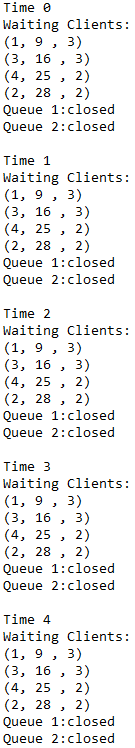 Time 0
Waiting Clients:
(1, 9 , 3)
(3, 16 , 3)
(4, 25 , 2)
(2, 28 , 2)
Queue 1:closed
Queue 2:closed

Time 1
Waiting Clients:
(1, 9 , 3)
(3, 16 , 3)
(4, 25 , 2)
(2, 28 , 2)
Queue 1:closed
Queue 2:closed

Time 2
Waiting Clients:
(1, 9 , 3)
(3, 16 , 3)
(4, 25 , 2)
(2, 28 , 2)
Queue 1:closed
Queue 2:closed

Time 3
Waiting Clients:
(1, 9 , 3)
(3, 16 , 3)
(4, 25 , 2)
(2, 28 , 2)
Queue 1:closed
Queue 2:closed

Time 4
Waiting Clients:
(1, 9 , 3)
(3, 16 , 3)
(4, 25 , 2)
(2, 28 , 2)
Queue 1:closed
Queue 2:closed